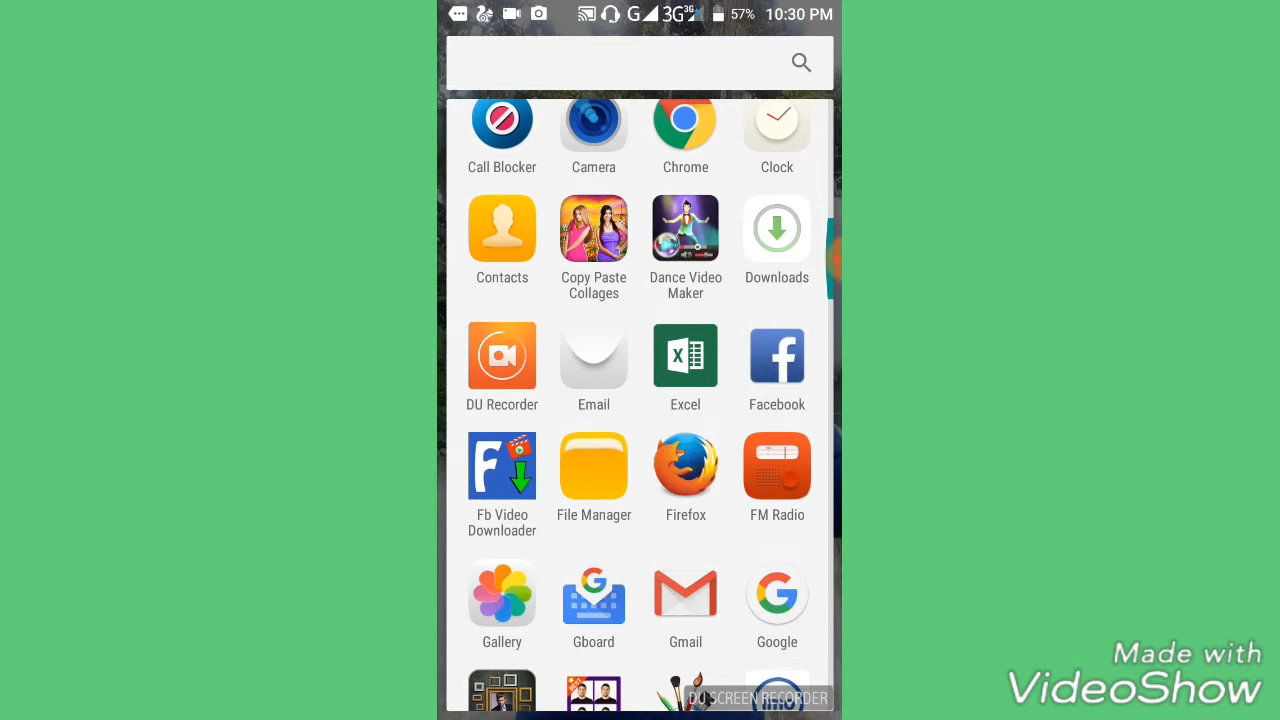 G 3G 3G 57% 10:30 PM
Call Blocker Camera Chrome Clock
Contacts Copy Paste Collages Dance Video Maker Downloads
DU Recorder Email Excel Facebook
Fb Video Downloader File Manager Firefox FM Radio
Gallery Gboard Gmail Google
DU SCREEN RECORDER
Made with
VideoShow